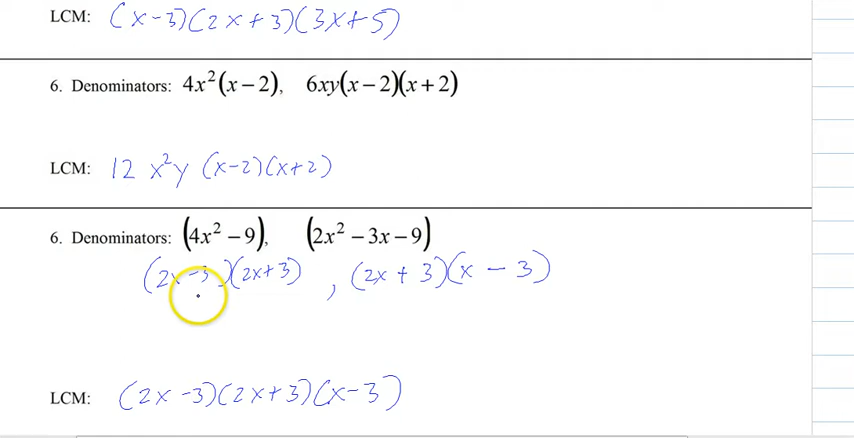 LCM: (x-3)(2x+3)(3x+5)
6. Denominators: 4x²(x−2), 6xy(x−2)(x+2)
LCM: 12 x²y (x-2)(x+2)
6. Denominators: (4x²−9), (2x²−3x−9)
(2x-3)(2x+3) , (2x+3)(x-3)
LCM: (2x-3)(2x+3)(x-3)